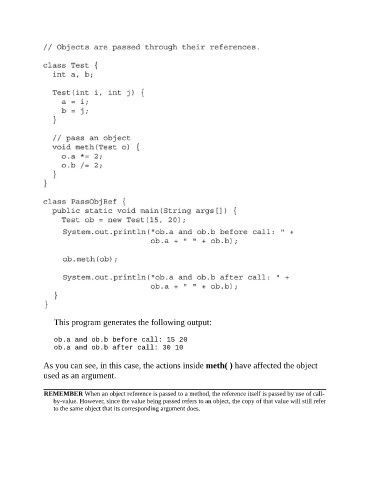 // Objects are passed through their references.
class Test {
int a, b;
Test(int i, int j) {
a = i;
b = j;
}
// pass an object
void meth(Test o) {
o.a *= 2;
o.b /= 2;
}
}
class PassObjRef {
public static void main(String args[]) {
Test ob = new Test(15, 20);
System.out.println("ob.a and ob.b before call: " +
ob.a + " " + ob.b);
ob.meth(ob);
System.out.println("ob.a and ob.b after call: " +
ob.a + " " + ob.b);
}
}
This program generates the following output:
ob.a and ob.b before call: 15 20
ob.a and ob.b after call: 30 10
As you can see, in this case, the actions inside meth( ) have affected the object
used as an argument.
REMEMBER When an object reference is passed to a method, the reference itself is passed by use of call-
by-value. However, since the value being passed refers to an object, the copy of that value will still refer
to the same object that its corresponding argument does.